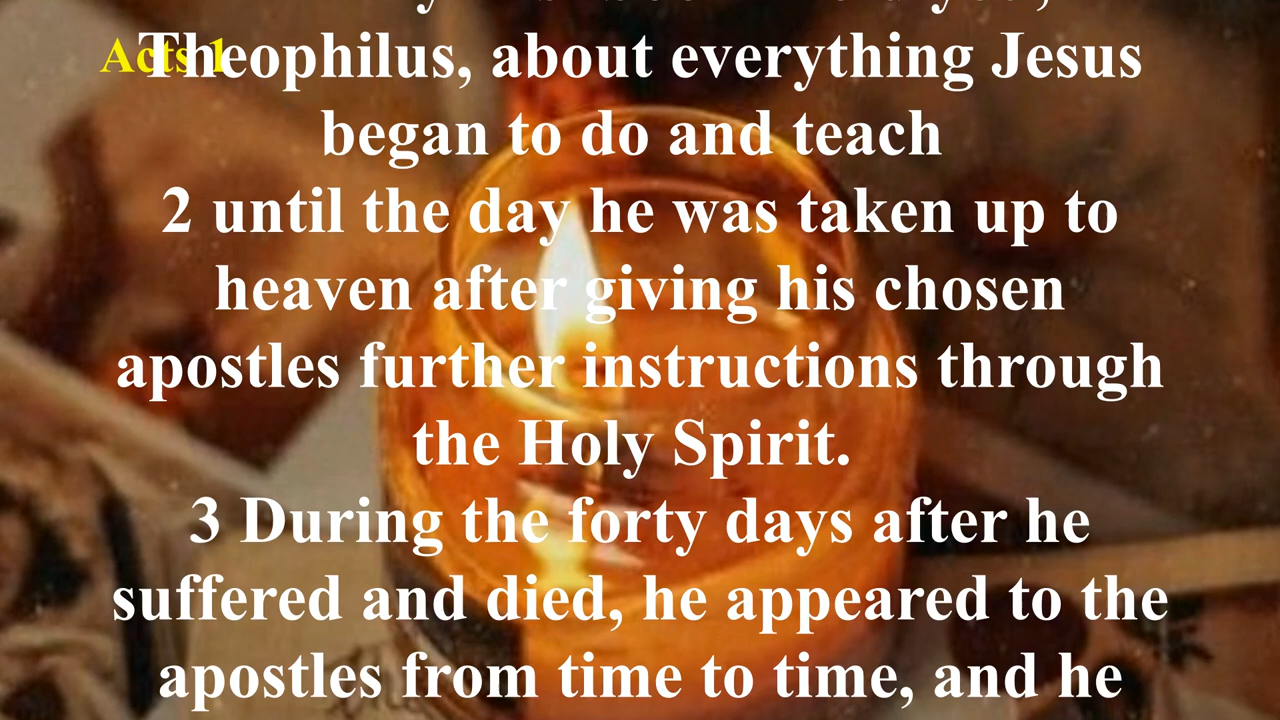 Acts 1
Theophilus, about everything Jesus
began to do and teach
2 until the day he was taken up to
heaven after giving his chosen
apostles further instructions through
the Holy Spirit.
3 During the forty days after he
suffered and died, he appeared to the
apostles from time to time, and he